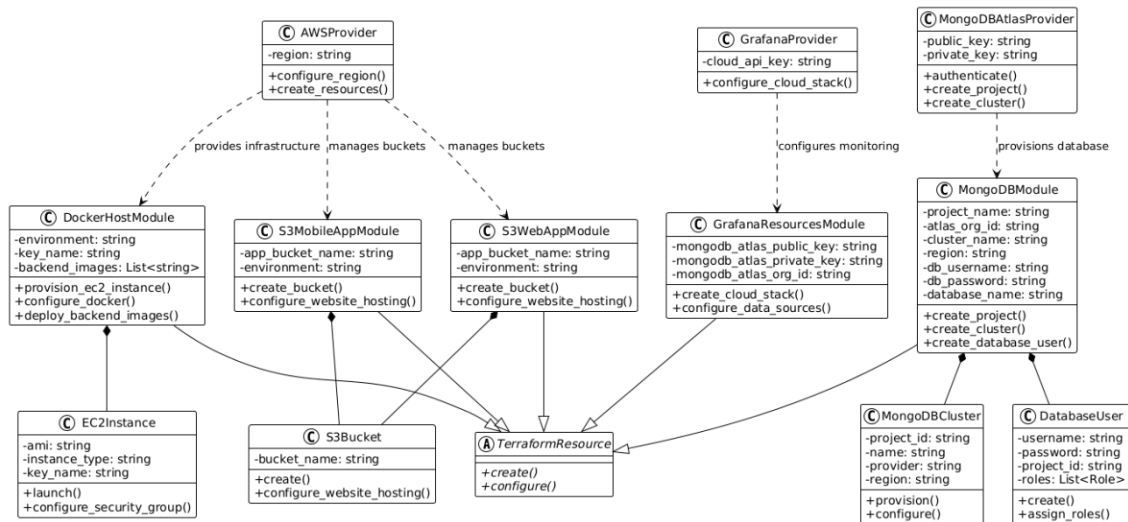 C AWSProvider
-region: string
+configure_region()
+create_resources()
C GrafanaProvider
-cloud_api_key: string
+configure_cloud_stack()
C MongoDBAtlasProvider
-public_key: string
-private_key: string
+authenticate()
+create_project()
+create_cluster()
provides infrastructure
manages buckets
manages buckets
configures monitoring
provisions database
C DockerHostModule
-environment: string
-key_name: string
-backend_images: List<string>
+provision_ec2_instance()
+configure_docker()
+deploy_backend_images()
C S3MobileAppModule
-app_bucket_name: string
-environment: string
+create_bucket()
+configure_website_hosting()
C S3WebAppModule
-app_bucket_name: string
-environment: string
+create_bucket()
+configure_website_hosting()
C GrafanaResourcesModule
-mongodb_atlas_public_key: string
-mongodb_atlas_private_key: string
-mongodb_atlas_org_id: string
+create_cloud_stack()
+configure_data_sources()
C MongoDBModule
-project_name: string
-atlas_org_id: string
-cluster_name: string
-region: string
-db_username: string
-db_password: string
-database_name: string
+create_project()
+create_cluster()
+create_database_user()
C EC2Instance
-ami: string
-instance_type: string
-key_name: string
+launch()
+configure_security_group()
C S3Bucket
-bucket_name: string
+create()
+configure_website_hosting()
A TerraformResource
+create()
+configure()
C MongoDBCluster
-project_id: string
-name: string
-provider: string
-region: string
+provision()
+configure()
C DatabaseUser
-username: string
-password: string
-project_id: string
-roles: List<Role>
+create()
+assign_roles()